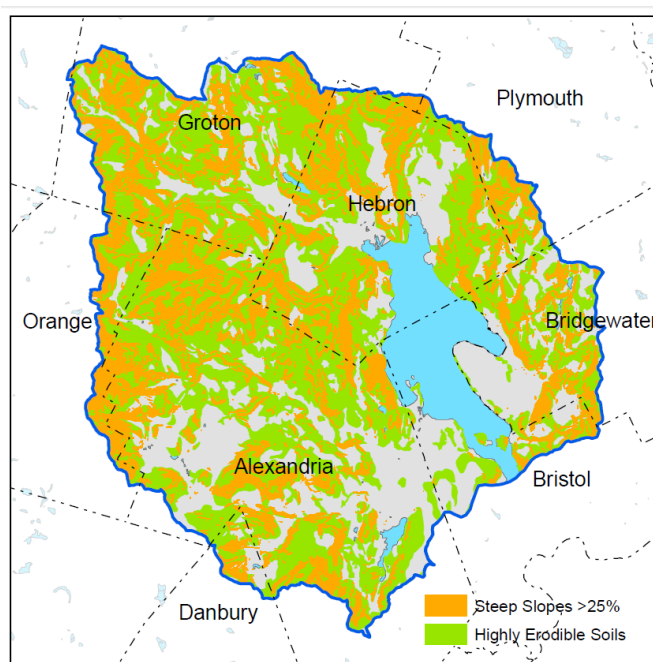 Plymouth
Groton
Hebron
Orange
Bridgewater
Alexandria
Bristol
Danbury
Steep Slopes >25%
Highly Erodible Soils